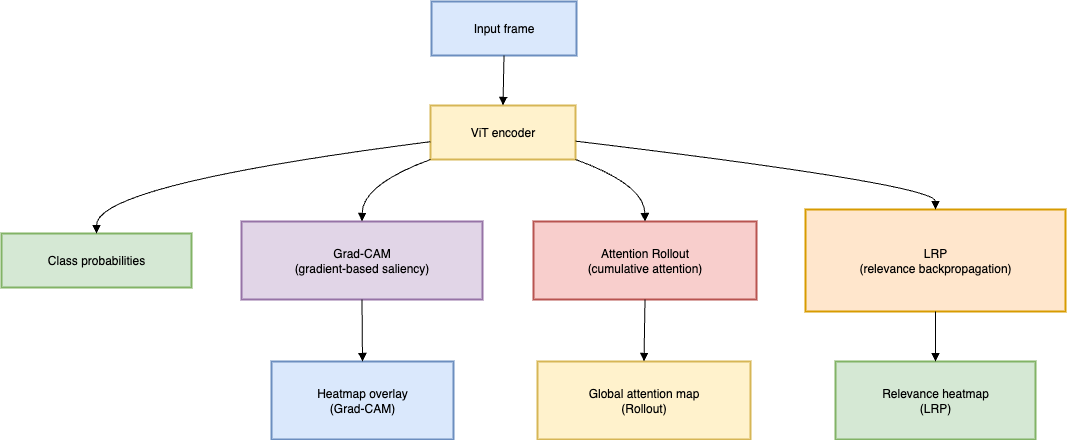 Input frame
ViT encoder
Class probabilities
Grad-CAM
(gradient-based saliency)
Attention Rollout
(cumulative attention)
LRP
(relevance backpropagation)
Heatmap overlay
(Grad-CAM)
Global attention map
(Rollout)
Relevance heatmap
(LRP)